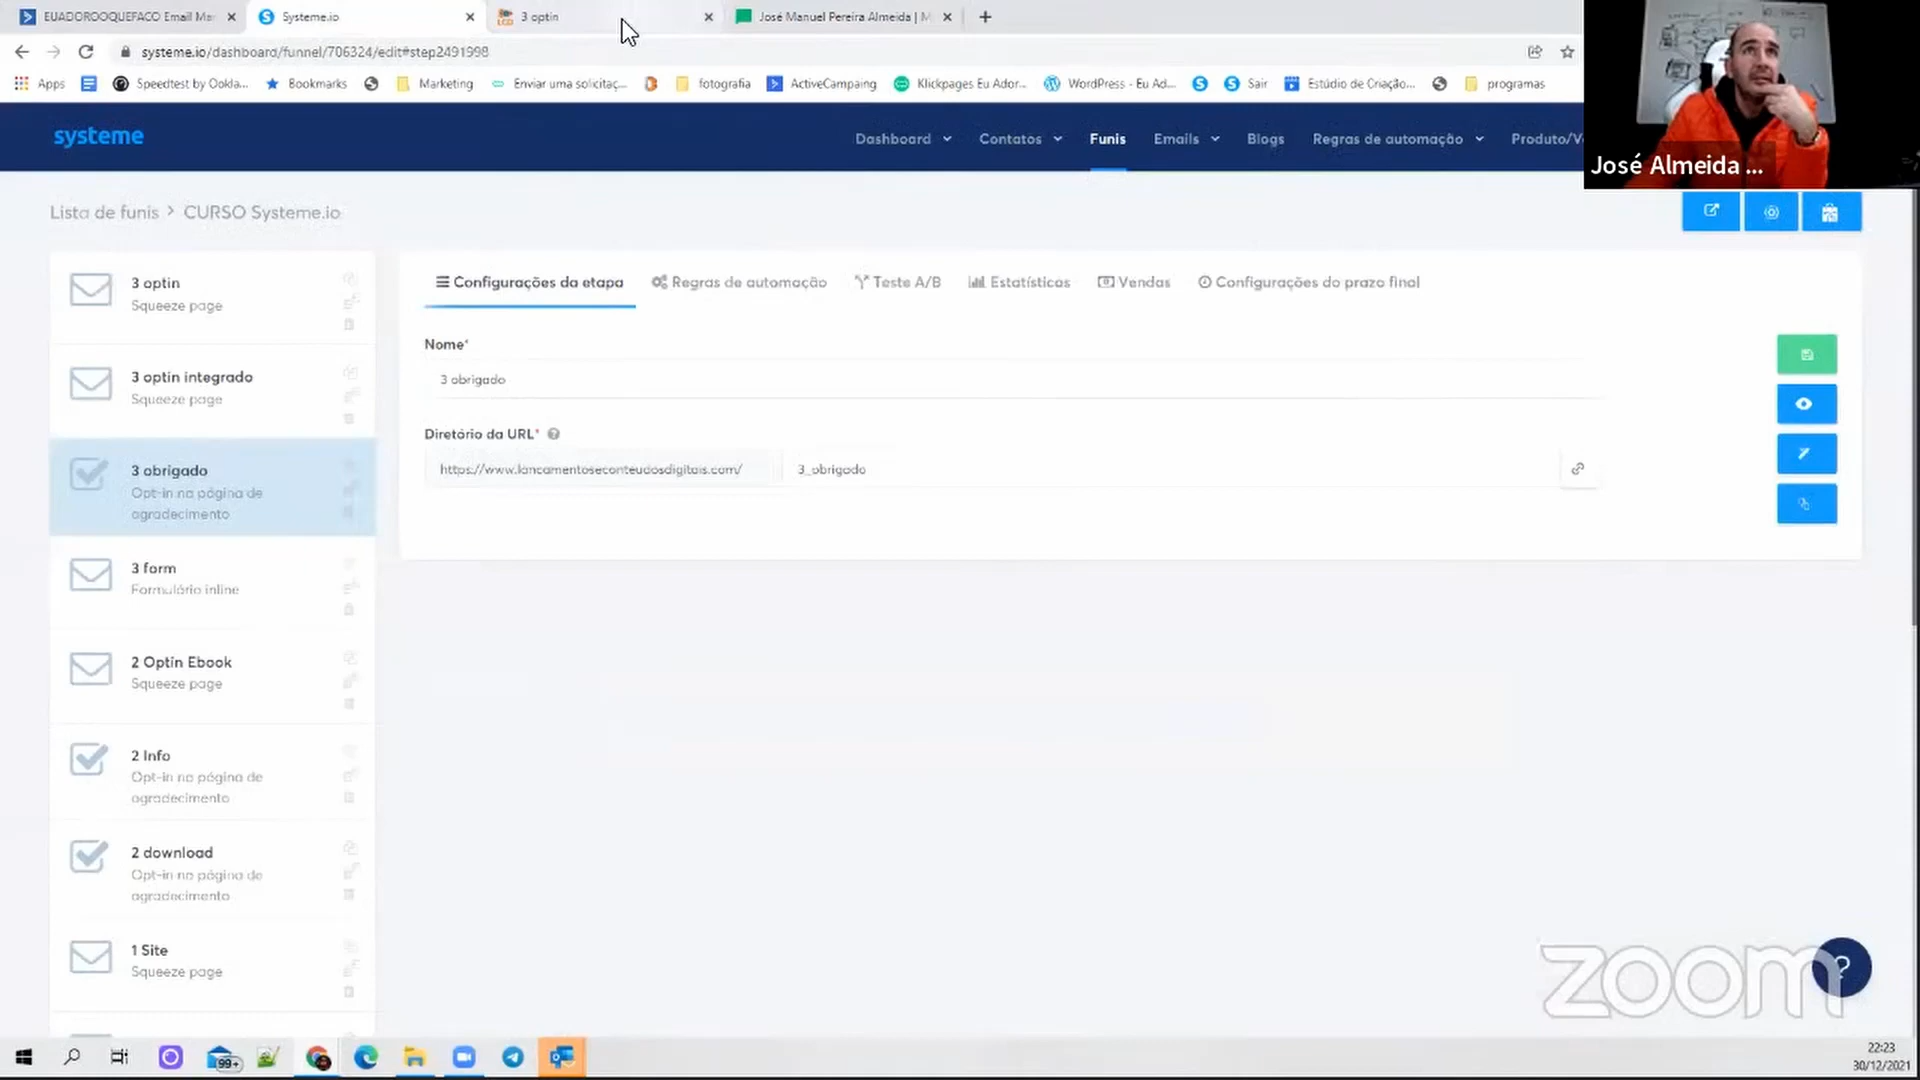 EUADOROOQUEFACO Email Mar
Systeme.io
3 optin
José Manuel Pereira Almeida | M
systeme.io/dashboard/funnel/706324/edit#step2491998
Apps
Speedtest by Ookla...
Bookmarks
Marketing
Enviar uma solicitaç...
fotografia
ActiveCampaing
Klickpages Eu Ador...
WordPress - Eu Ad...
Sair
Estúdio de Criação...
programas
systeme
Dashboard
Contatos
Funis
Emails
Blogs
Regras de automação
Produto/Ve
José Almeida ...
Lista de funis > CURSO Systeme.io
3 optin
Squeeze page
3 optin integrado
Squeeze page
3 obrigado
Opt-in na página de
agradecimento
3 form
Formulário inline
2 Optin Ebook
Squeeze page
2 Info
Opt-in na página de
agradecimento
2 download
Opt-in na página de
agradecimento
1 Site
Squeeze page
Configurações da etapa
Regras de automação
Teste A/B
Estatísticas
Vendas
Configurações do prazo final
Nome*
3 obrigado
Diretório da URL* ?
https://www.lancamentoseconteudosdigitais.com/
3_obrigado
zoom
?
99+
22:23
30/12/2021